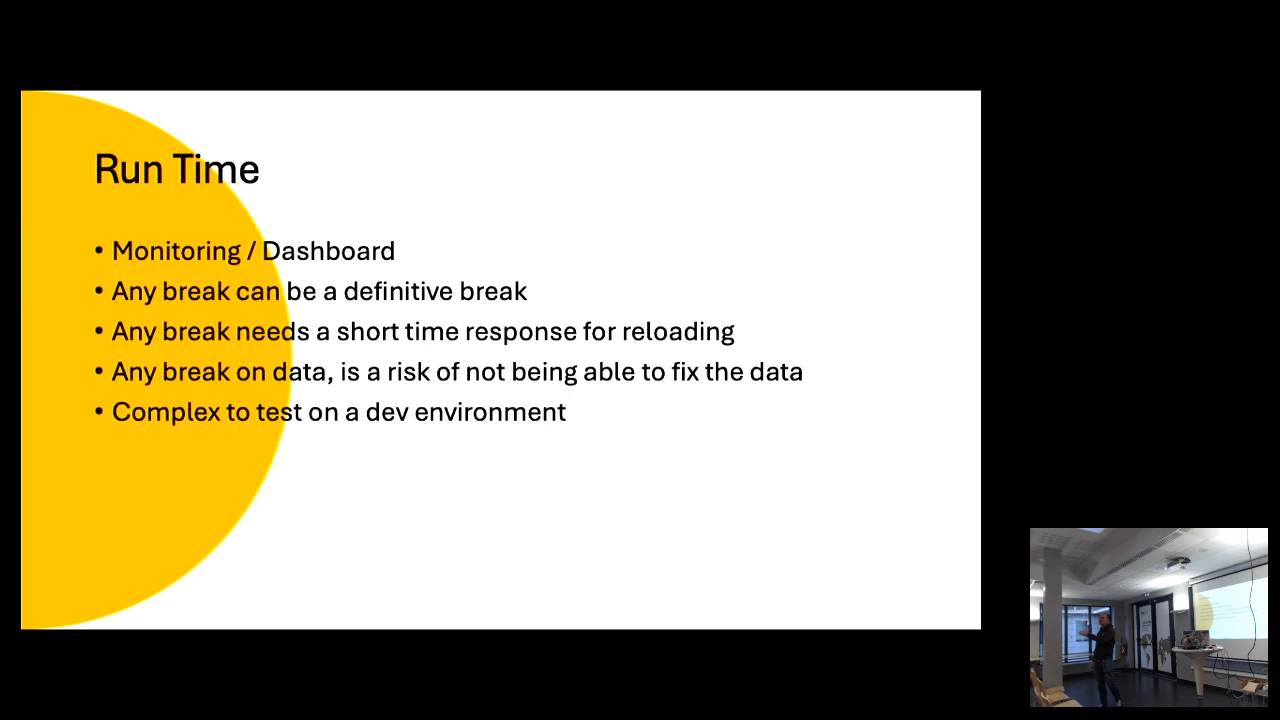 Run Time
• Monitoring / Dashboard
• Any break can be a definitive break
• Any break needs a short time response for reloading
• Any break on data, is a risk of not being able to fix the data
• Complex to test on a dev environment